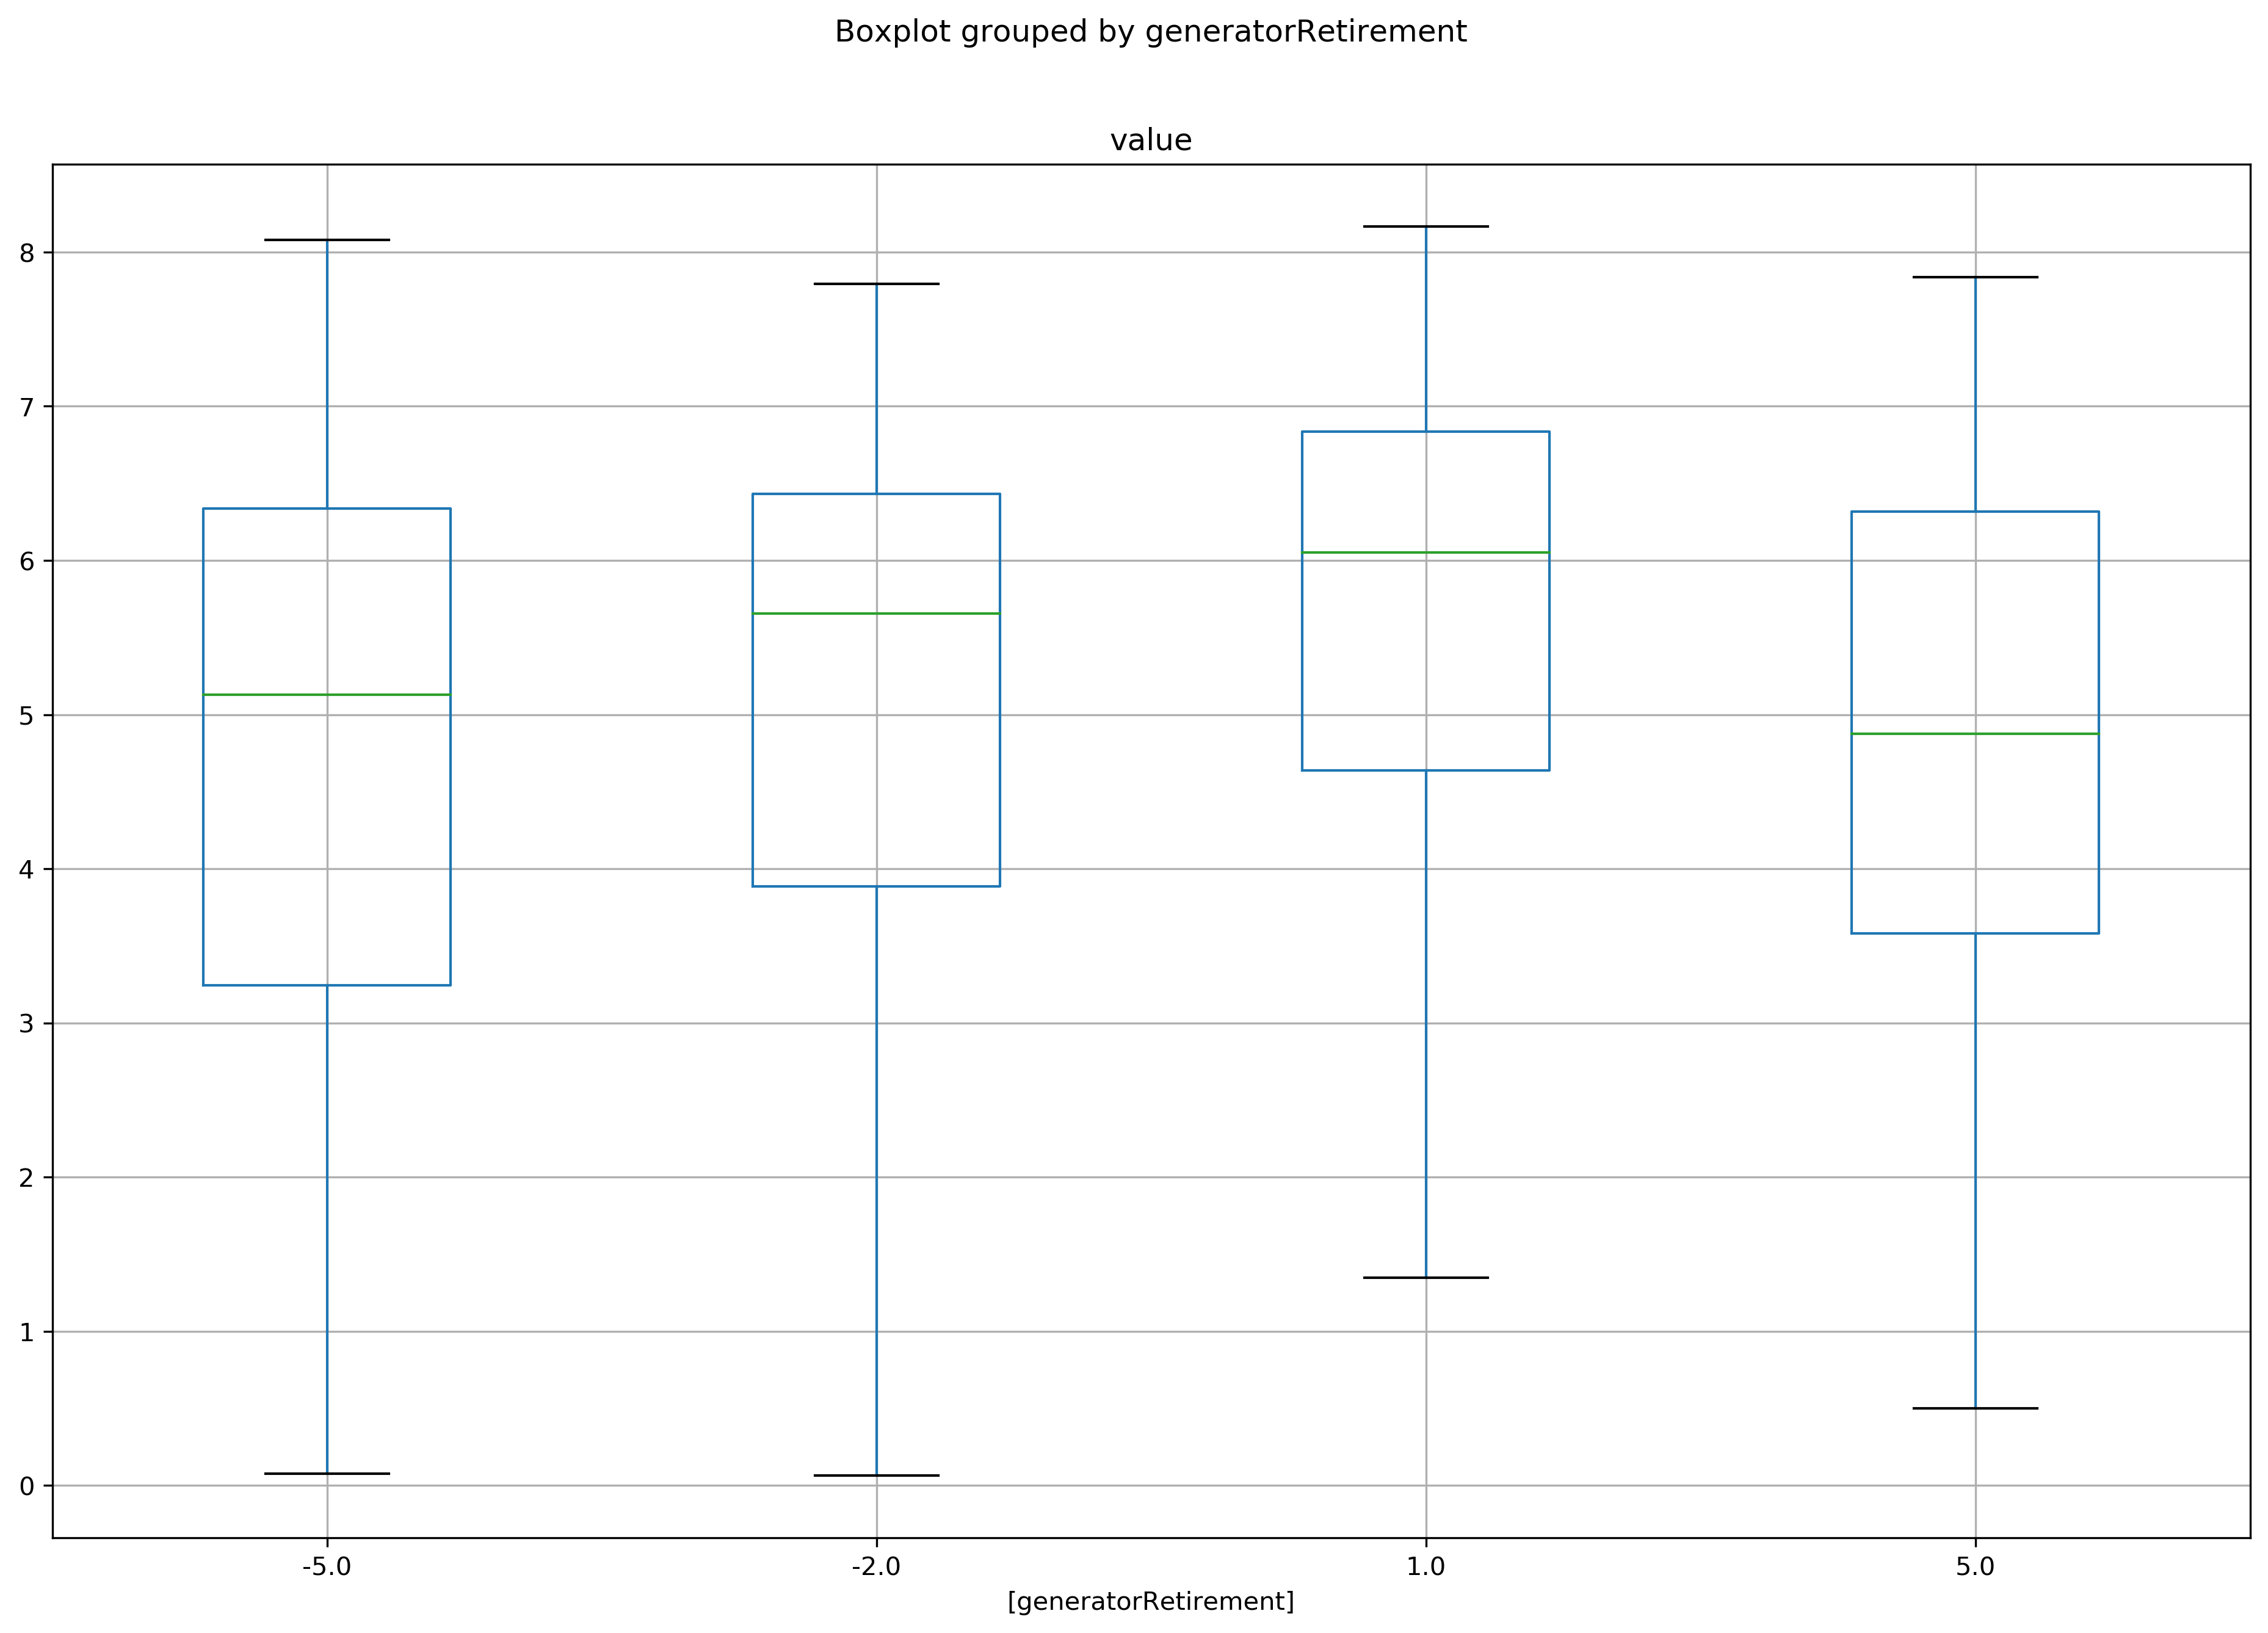 Boxplot grouped by generatorRetirement
value
8
7
6
5
4
3
2
1
0
-5.0 -2.0 1.0 5.0
[generatorRetirement]